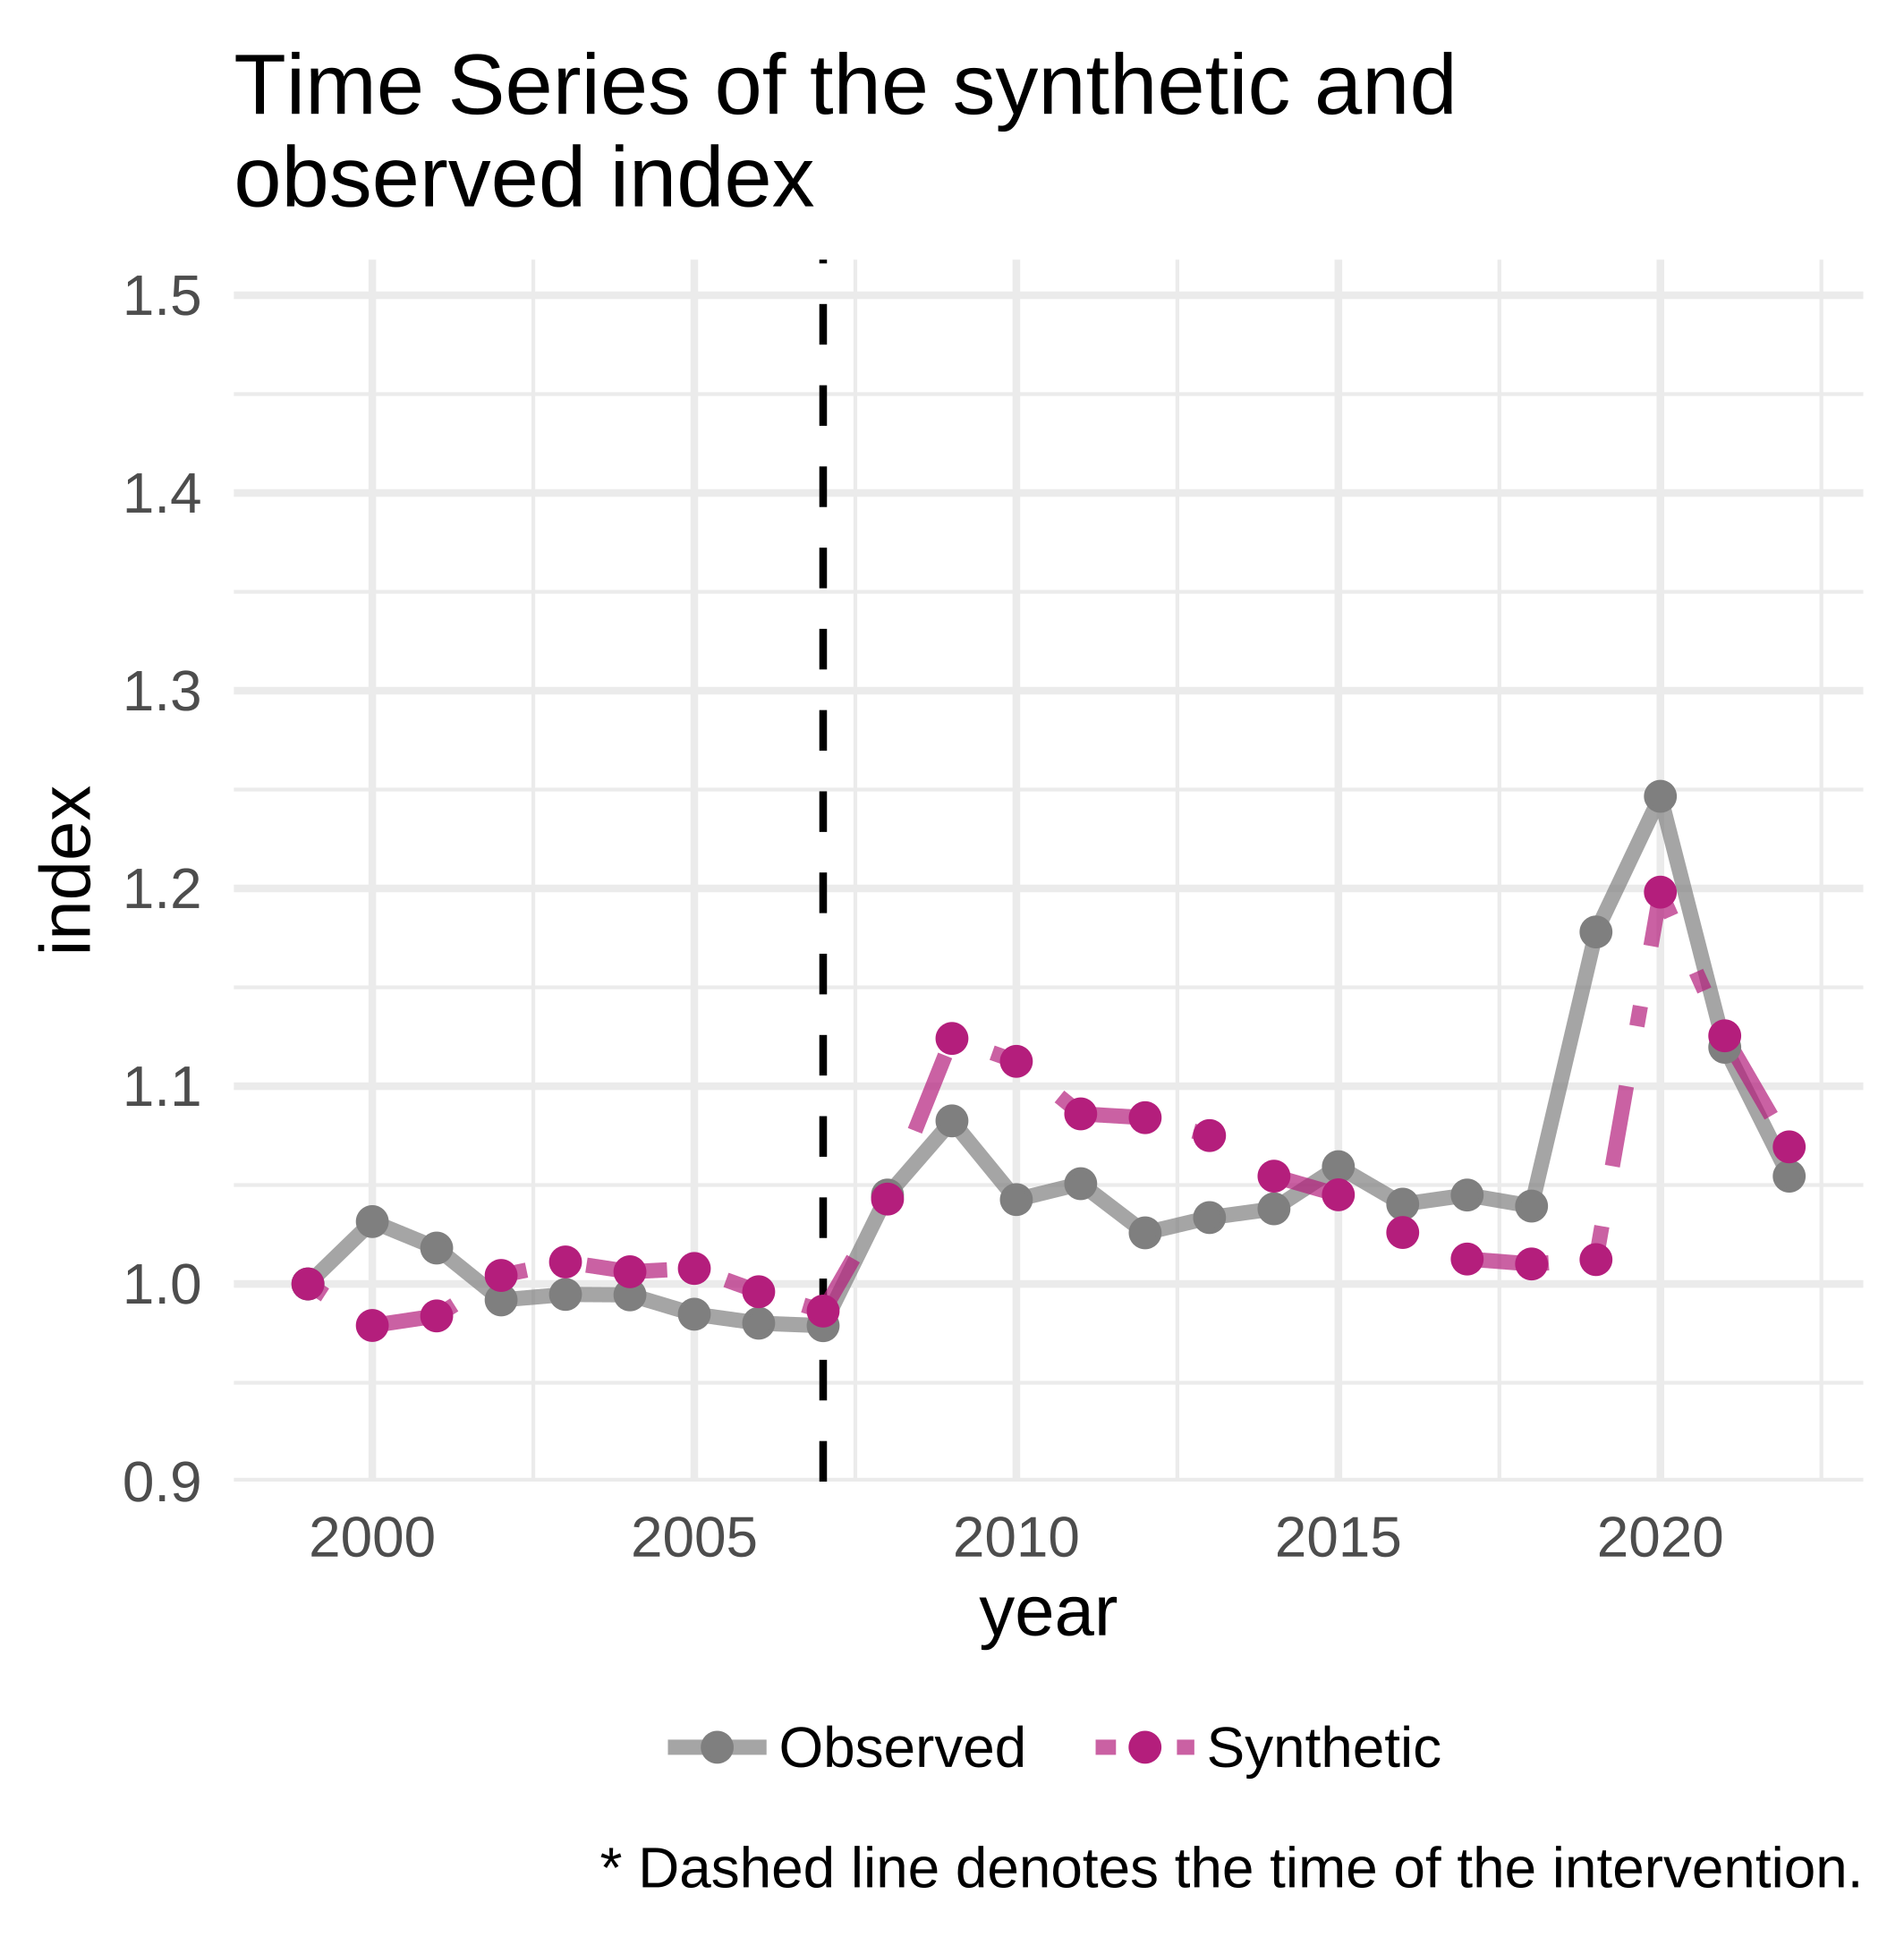 Time Series of the synthetic and
observed index
1.5
1.4
1.3
1.2
1.1
1.0
0.9
index
2000 2005 2010 2015 2020
year
Observed Synthetic
* Dashed line denotes the time of the intervention.